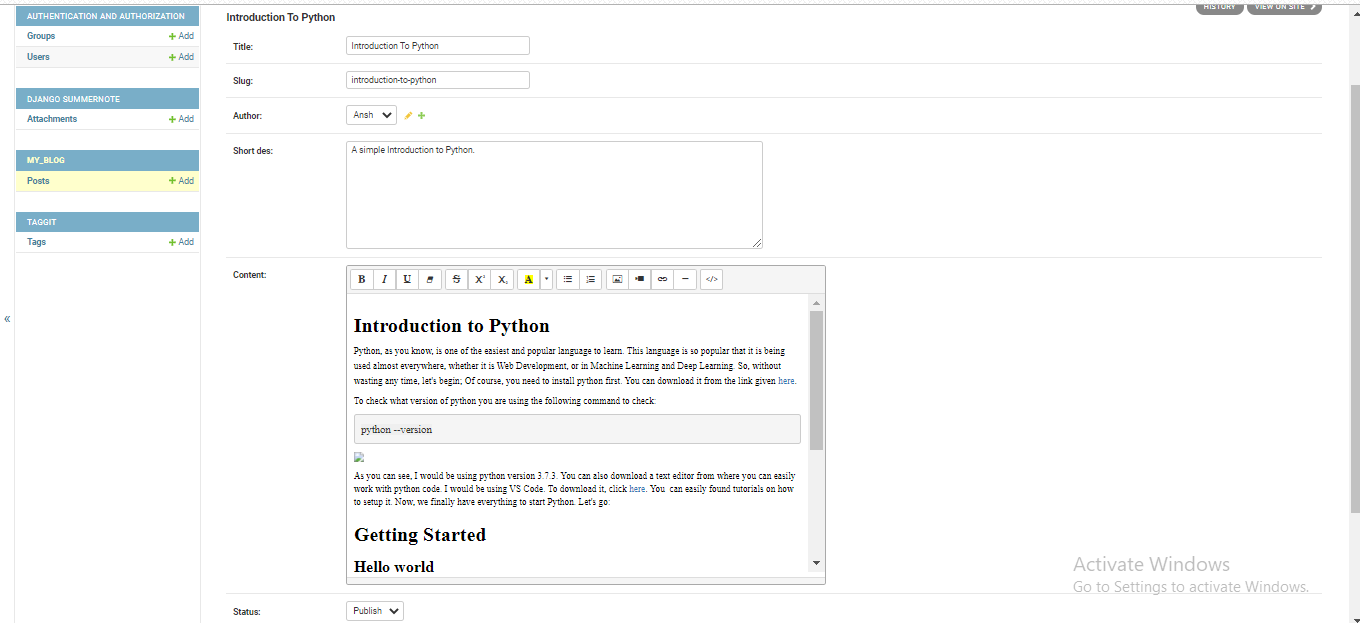 AUTHENTICATION AND AUTHORIZATION
Groups + Add
Users + Add
DJANGO SUMMERNOTE
Attachments + Add
MY_BLOG
Posts + Add
TAGGIT
Tags + Add
«
HISTORY VIEW ON SITE
Introduction To Python
Title: Introduction To Python
Slug: introduction-to-python
Author: Ansh
Short des: A simple Introduction to Python.
Content:
B I U S X² X₂ A </>
Introduction to Python
Python, as you know, is one of the easiest and popular language to learn. This language is so popular that it is being
used almost everywhere, whether it is Web Development, or in Machine Learning and Deep Learning. So, without
wasting any time, let's begin; Of course, you need to install python first. You can download it from the link given here.
To check what version of python you are using the following command to check:
python --version
As you can see, I would be using python version 3.7.3. You can also download a text editor from where you can easily
work with python code. I would be using VS Code. To download it, click here. You can easily found tutorials on how
to setup it. Now, we finally have everything to start Python. Let's go:
Getting Started
Hello world
Status: Publish
Activate Windows
Go to Settings to activate Windows.